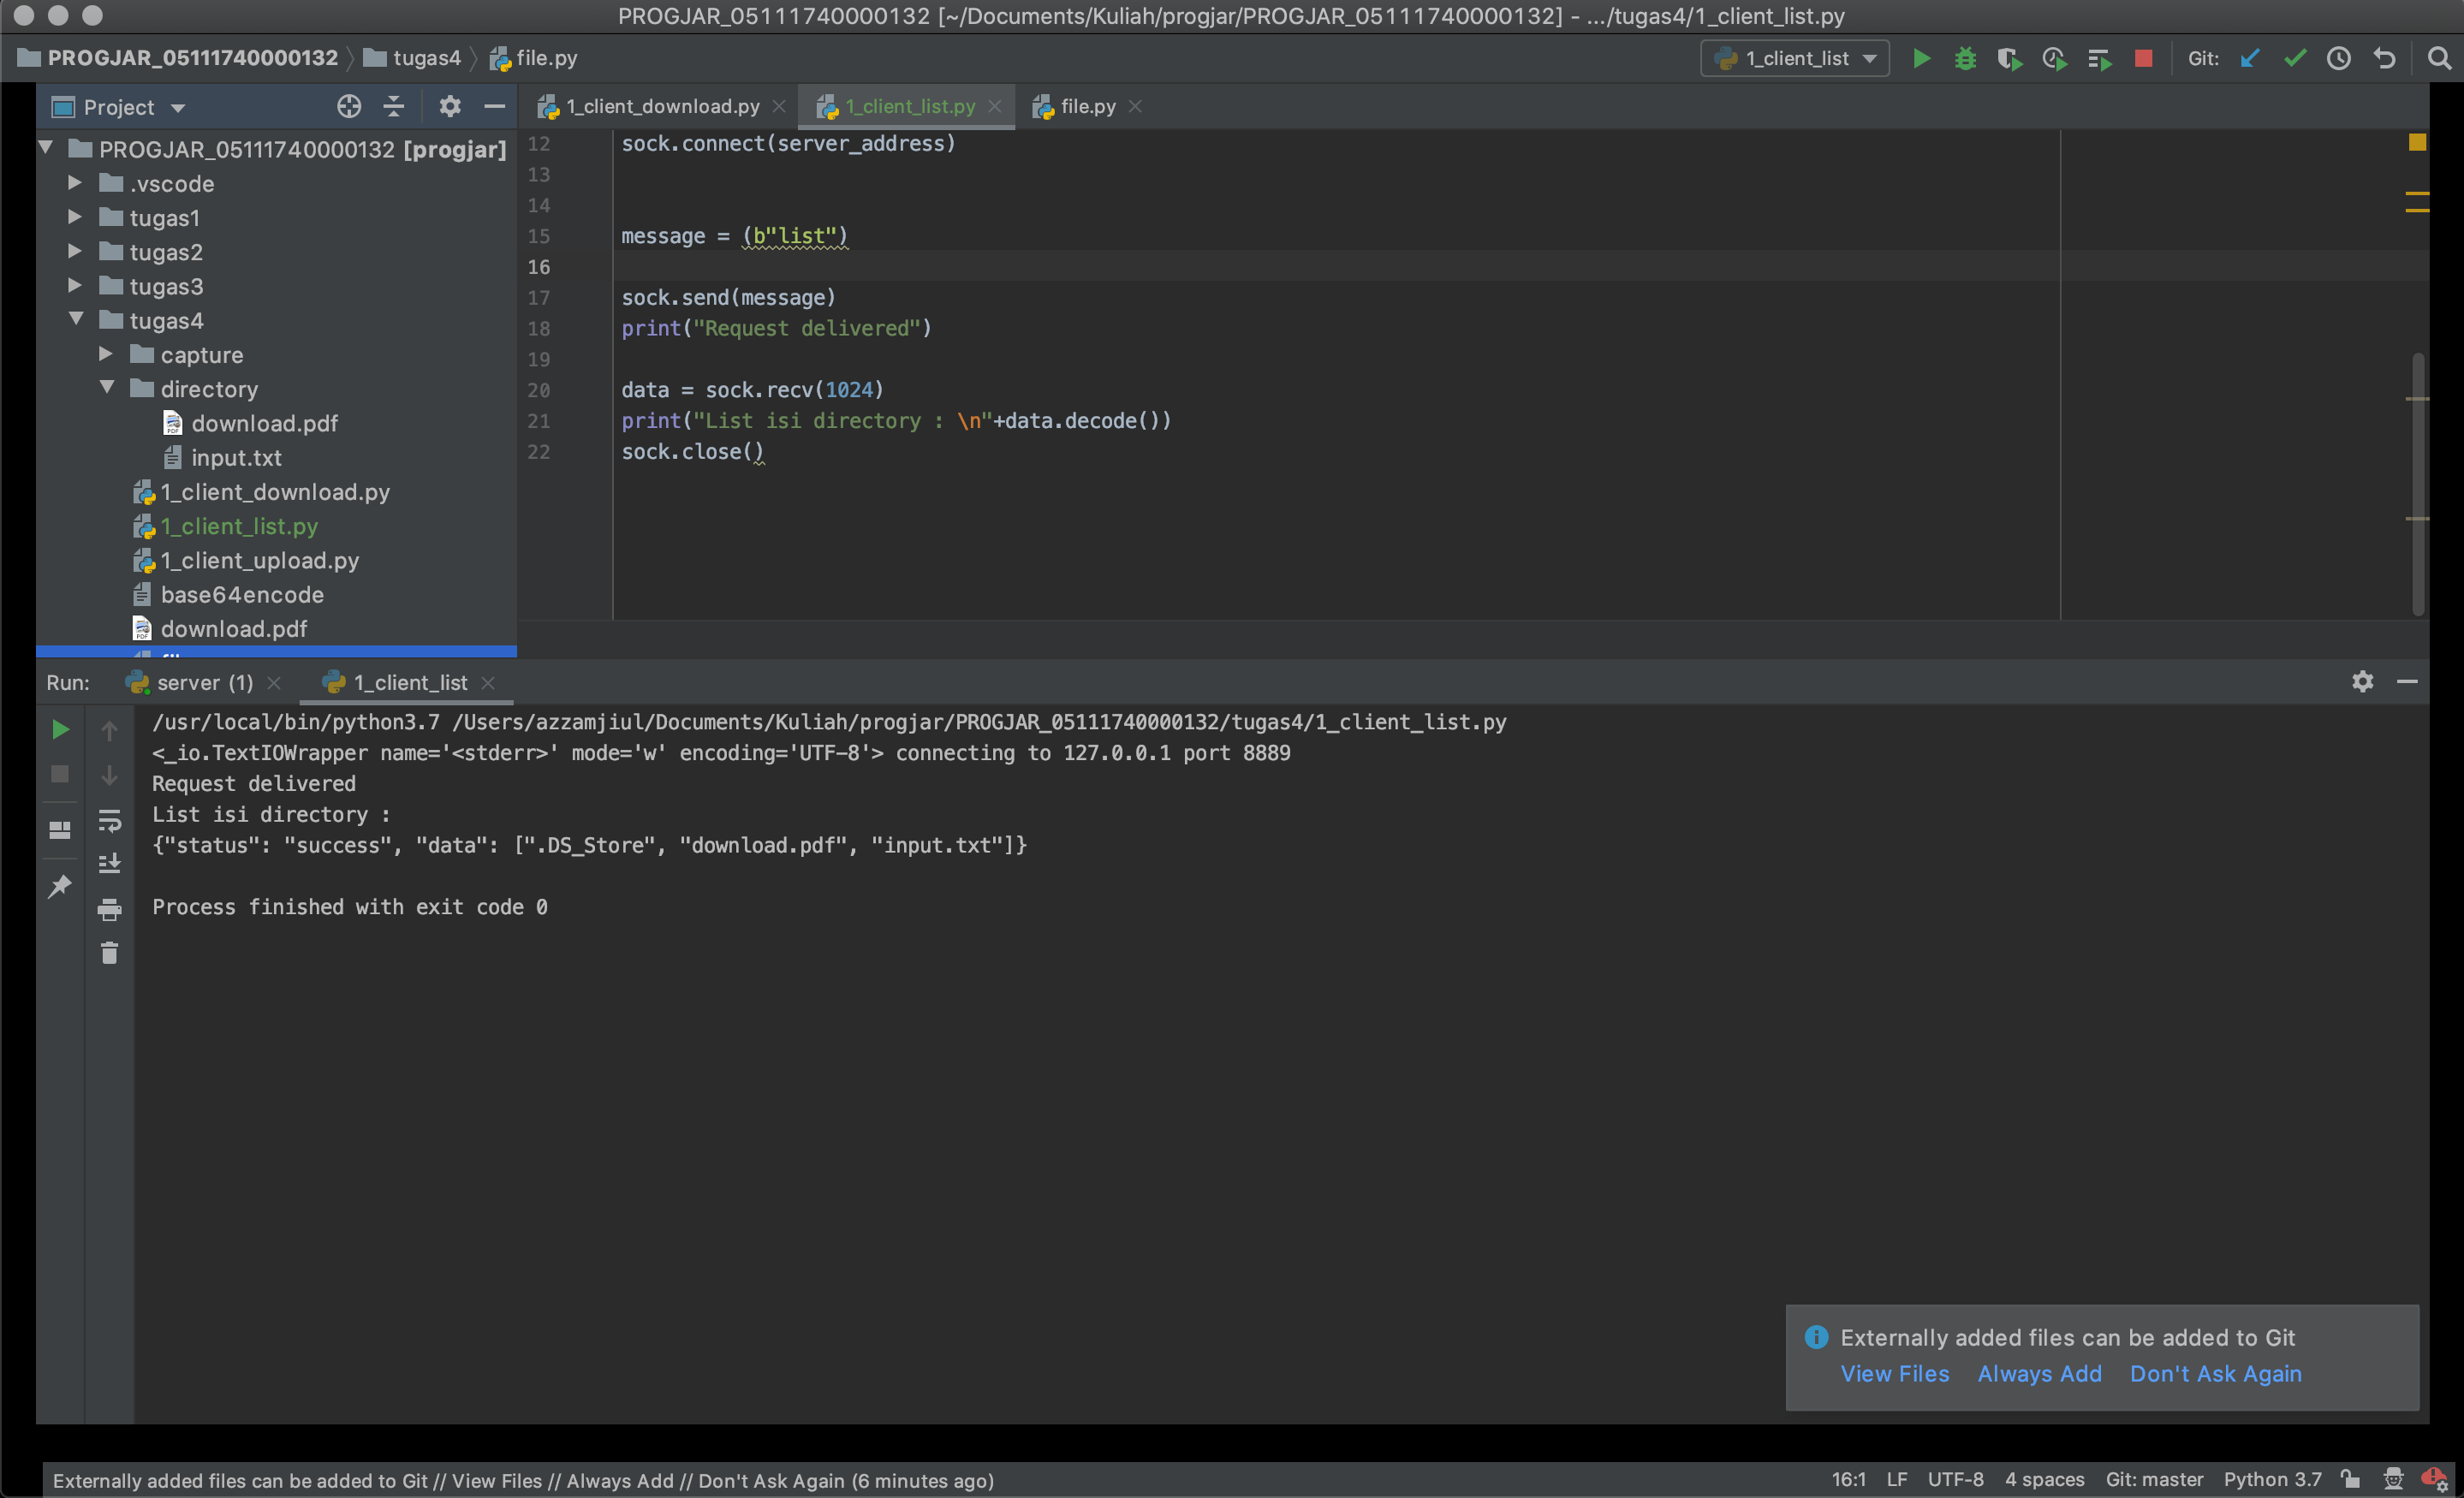 PROGJAR_05111740000132 [~/Documents/Kuliah/progjar/PROGJAR_05111740000132] - .../tugas4/1_client_list.py
PROGJAR_05111740000132 tugas4 file.py
1_client_list
Git:
Project
1_client_download.py
1_client_list.py
file.py
PROGJAR_05111740000132 [progjar]
.vscode
tugas1
tugas2
tugas3
tugas4
capture
directory
download.pdf
input.txt
1_client_download.py
1_client_list.py
1_client_upload.py
base64encode
download.pdf
12 sock.connect(server_address)
13
14
15 message = (b"list")
16
17 sock.send(message)
18 print("Request delivered")
19
20 data = sock.recv(1024)
21 print("List isi directory : \n"+data.decode())
22 sock.close()
Run: server (1) 1_client_list
/usr/local/bin/python3.7 /Users/azzamjiul/Documents/Kuliah/progjar/PROGJAR_05111740000132/tugas4/1_client_list.py
<_io.TextIOWrapper name='<stderr>' mode='w' encoding='UTF-8'> connecting to 127.0.0.1 port 8889
Request delivered
List isi directory :
{"status": "success", "data": [".DS_Store", "download.pdf", "input.txt"]}
Process finished with exit code 0
Externally added files can be added to Git
View Files Always Add Don't Ask Again
Externally added files can be added to Git // View Files // Always Add // Don't Ask Again (6 minutes ago)
16:1 LF UTF-8 4 spaces Git: master Python 3.7